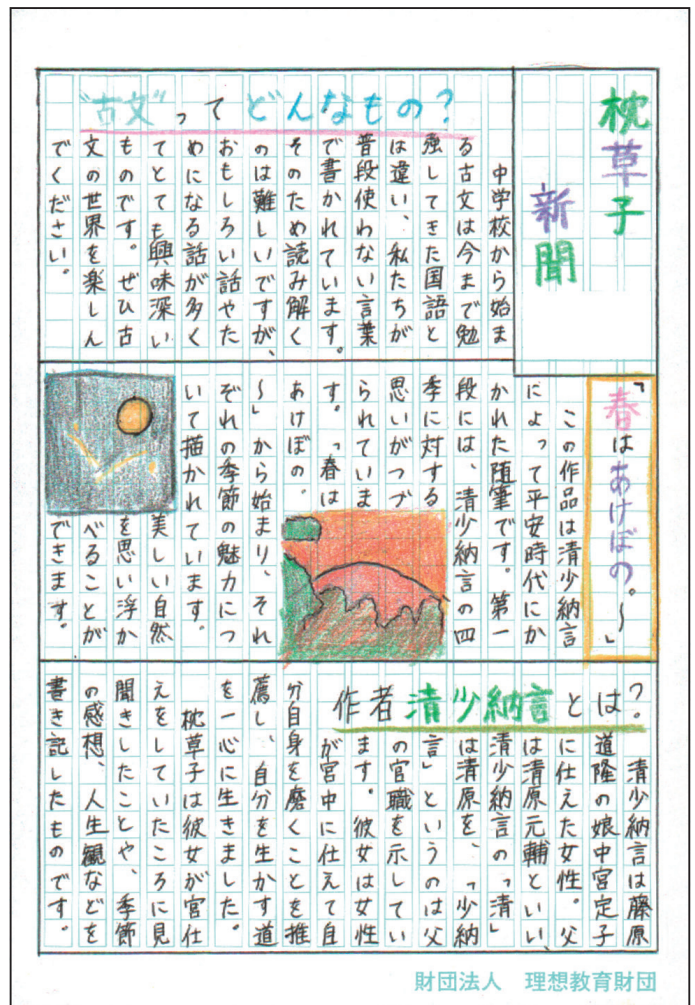 枕草子
新聞
"古文"ってどんなもの？
中学校から始ま
る古文は今まで勉
強してきた国語と
は違い、私たちが
普段使わない言葉
で書かれています。
そのため読み解く
のは難しいですが、
おもしろい話やた
めになる話が多く
てとても興味深い
ものです。ぜひ古
文の世界を楽しん
でください。
「春はあけぼの。〜」
この作品は清少納言
によって平安時代にか
かれた随筆です。第一
段には、清少納言の四
季に対する
思いがつづ
られていま
す。「春は
あけぼの。
〜」から始まり、それ
ぞれの季節の魅力につ
いて描かれています。
美しい自然
を思い浮か
べることが
できます。
作者清少納言とは？
清少納言は藤原
道隆の娘中宮定子
に仕えた女性。父
は清原元輔といい、
清少納言の「清」
は清原を、「少納
言」というのは父
の官職を示してい
ます。彼女は女性
が宮中に仕えて自
分自身を磨くことを推
薦し、自分を生かす道
を一心に生きました。
枕草子は彼女が宮仕
えをしていたころに見
聞きしたことや、季節
の感想、人生観などを
書き記したものです。
財団法人　理想教育財団